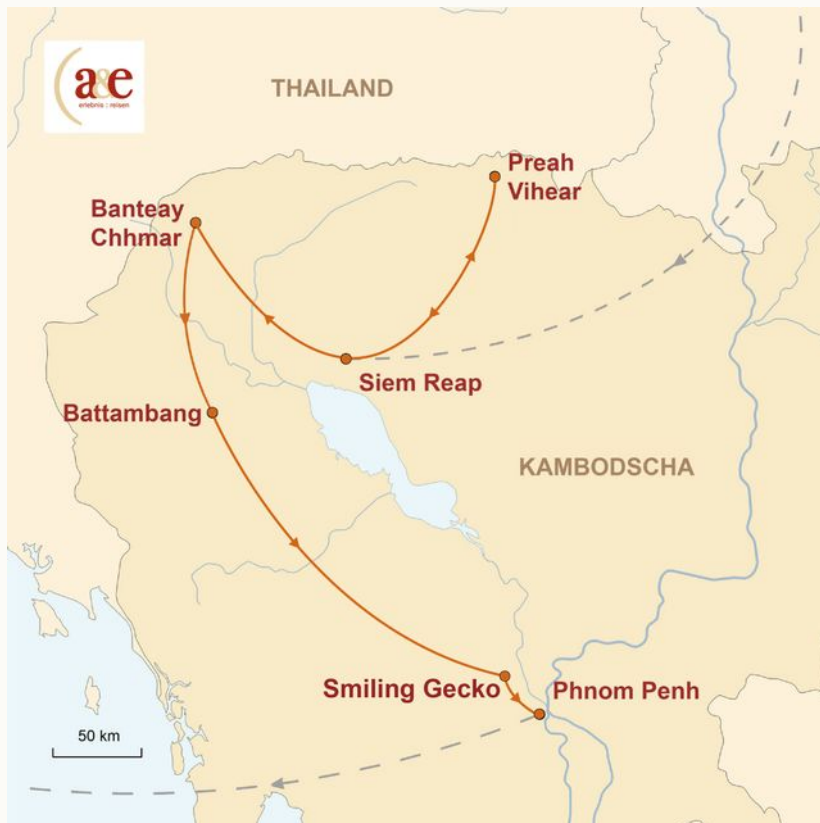 a&e
erlebnis | reisen
THAILAND
Preah
Vihear
Banteay
Chhmar
Siem Reap
Battambang
KAMBODSCHA
Smiling Gecko
Phnom Penh
50 km